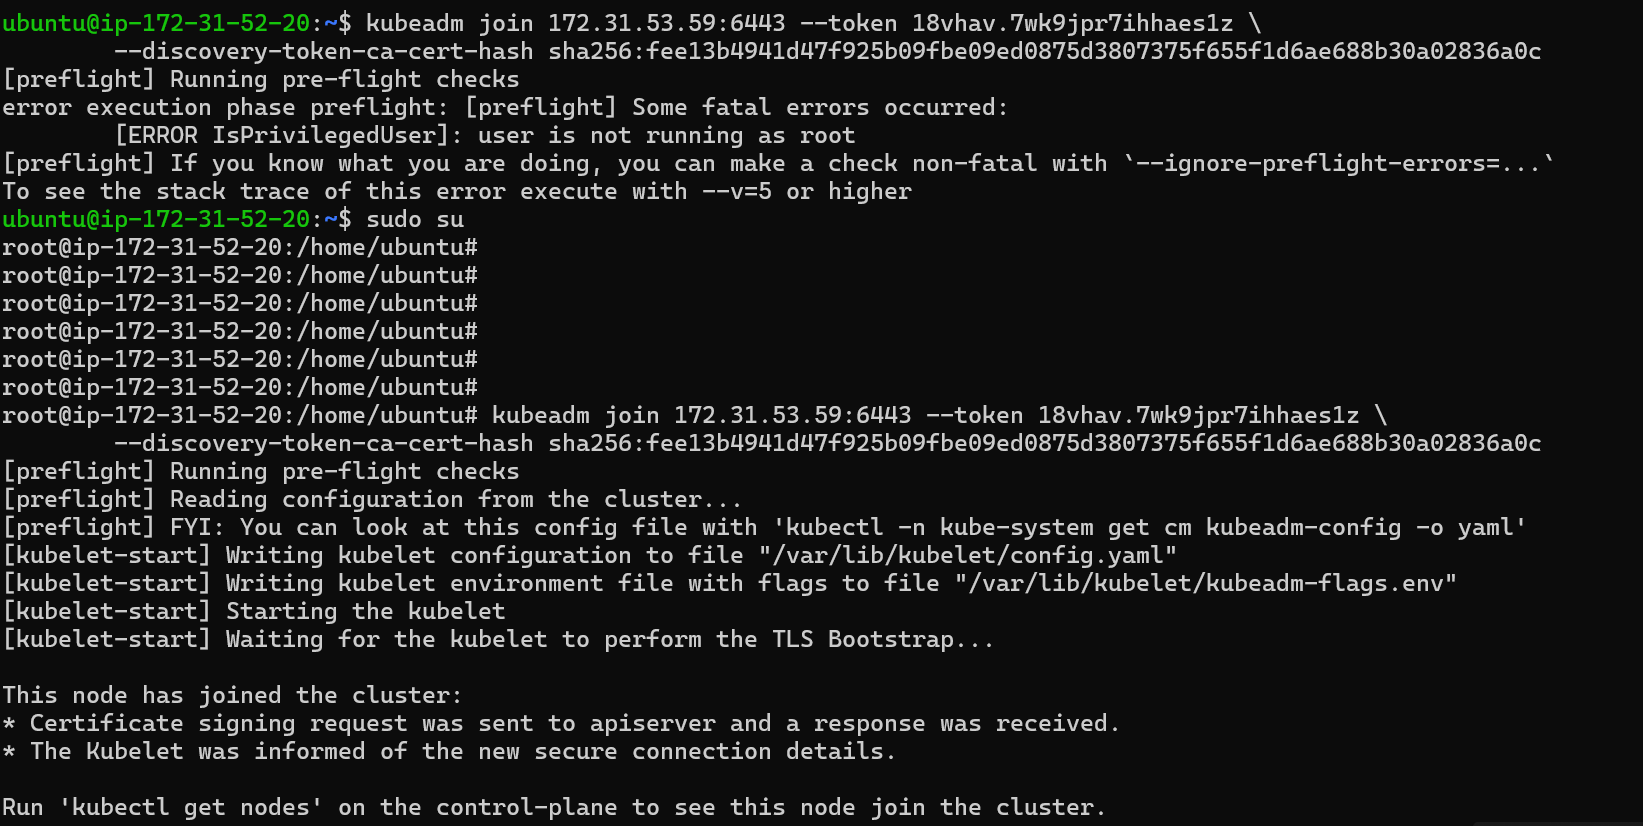 ubuntu@ip-172-31-52-20:~$ kubeadm join 172.31.53.59:6443 --token 18vhav.7wk9jpr7ihhaes1z \
        --discovery-token-ca-cert-hash sha256:fee13b4941d47f925b09fbe09ed0875d3807375f655f1d6ae688b30a02836a0c
[preflight] Running pre-flight checks
error execution phase preflight: [preflight] Some fatal errors occurred:
        [ERROR IsPrivilegedUser]: user is not running as root
[preflight] If you know what you are doing, you can make a check non-fatal with `--ignore-preflight-errors=...`
To see the stack trace of this error execute with --v=5 or higher
ubuntu@ip-172-31-52-20:~$ sudo su
root@ip-172-31-52-20:/home/ubuntu#
root@ip-172-31-52-20:/home/ubuntu#
root@ip-172-31-52-20:/home/ubuntu#
root@ip-172-31-52-20:/home/ubuntu#
root@ip-172-31-52-20:/home/ubuntu#
root@ip-172-31-52-20:/home/ubuntu#
root@ip-172-31-52-20:/home/ubuntu# kubeadm join 172.31.53.59:6443 --token 18vhav.7wk9jpr7ihhaes1z \
        --discovery-token-ca-cert-hash sha256:fee13b4941d47f925b09fbe09ed0875d3807375f655f1d6ae688b30a02836a0c
[preflight] Running pre-flight checks
[preflight] Reading configuration from the cluster...
[preflight] FYI: You can look at this config file with 'kubectl -n kube-system get cm kubeadm-config -o yaml'
[kubelet-start] Writing kubelet configuration to file "/var/lib/kubelet/config.yaml"
[kubelet-start] Writing kubelet environment file with flags to file "/var/lib/kubelet/kubeadm-flags.env"
[kubelet-start] Starting the kubelet
[kubelet-start] Waiting for the kubelet to perform the TLS Bootstrap...

This node has joined the cluster:
* Certificate signing request was sent to apiserver and a response was received.
* The Kubelet was informed of the new secure connection details.

Run 'kubectl get nodes' on the control-plane to see this node join the cluster.